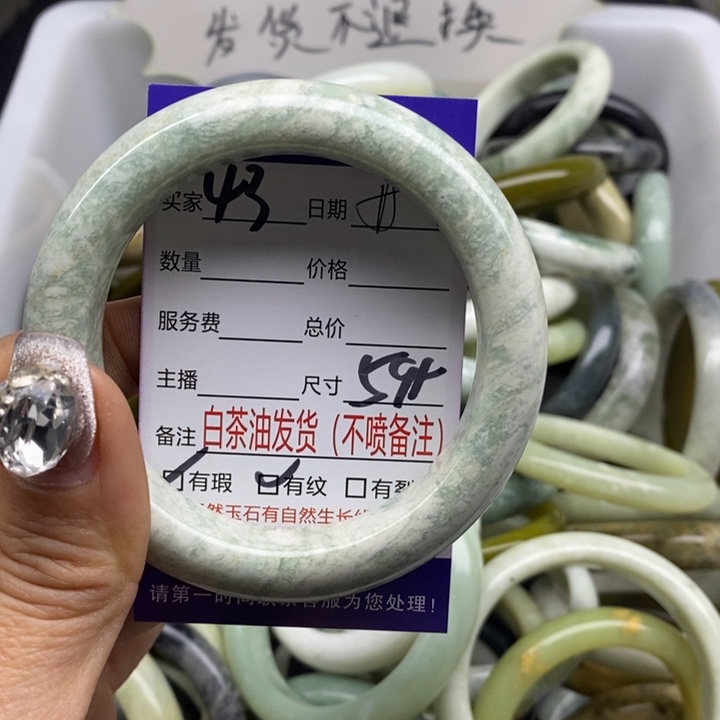 发货不退换
买家 43 日期
数量 价格
服务费 总价
主播 尺寸 59+
备注 白茶油发货（不喷备注）
有瑕 有纹 有裂
然玉石有自然生长
请第一时间联系客服为您处理！